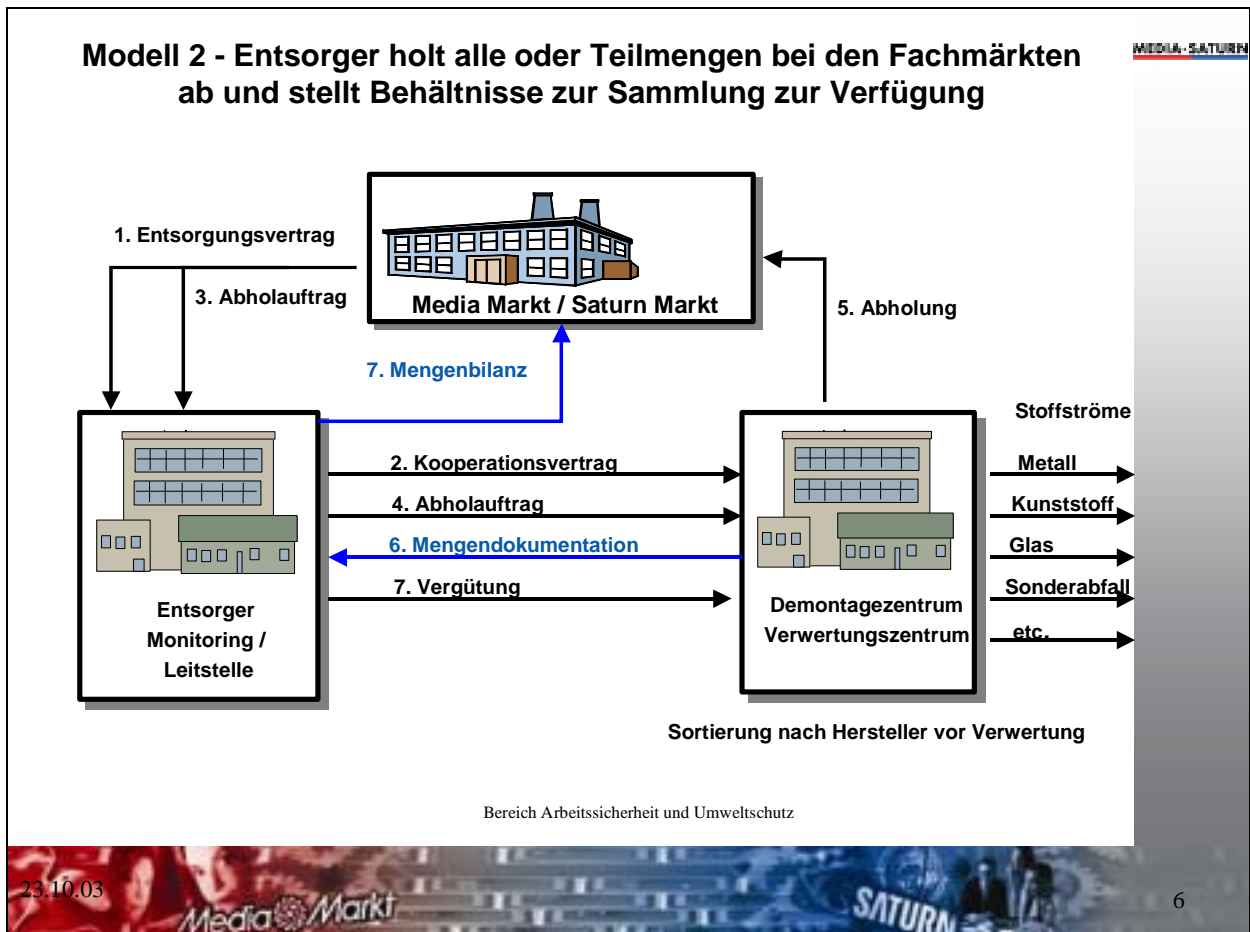 Modell 2 - Entsorger holt alle oder Teilmengen bei den Fachmärkten
ab und stellt Behältnisse zur Sammlung zur Verfügung
MEDIA-SATURN
1. Entsorgungsvertrag
3. Abholauftrag
Media Markt / Saturn Markt
5. Abholung
7. Mengenbilanz
Stoffströme
2. Kooperationsvertrag
Metall
4. Abholauftrag
Kunststoff
6. Mengendokumentation
Glas
7. Vergütung
Sonderabfall
Entsorger
Monitoring /
Leitstelle
Demontagezentrum
Verwertungszentrum
etc.
Sortierung nach Hersteller vor Verwertung
Bereich Arbeitssicherheit und Umweltschutz
23.10.03
Media Markt
SATURN
6